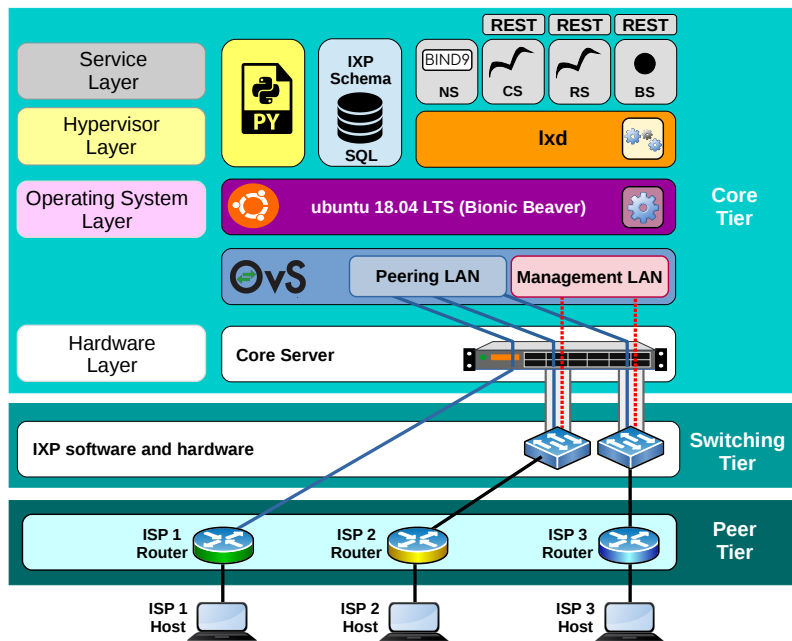 REST REST REST
Service
Layer
IXP
Schema
BIND9
NS CS RS BS
PY
SQL
Hypervisor
Layer
lxd
Operating System
Layer
ubuntu 18.04 LTS (Bionic Beaver)
Core
Tier
OvS
Peering LAN
Management LAN
Hardware
Layer
Core Server
IXP software and hardware
Switching
Tier
ISP 1
Router
ISP 2
Router
ISP 3
Router
Peer
Tier
ISP 1
Host
ISP 2
Host
ISP 3
Host